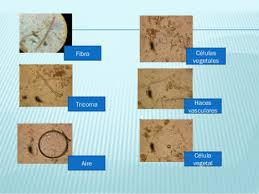 Fibra
Células
vegetales
Tricoma
Haces
vasculares
Aire
Célula
vegetal